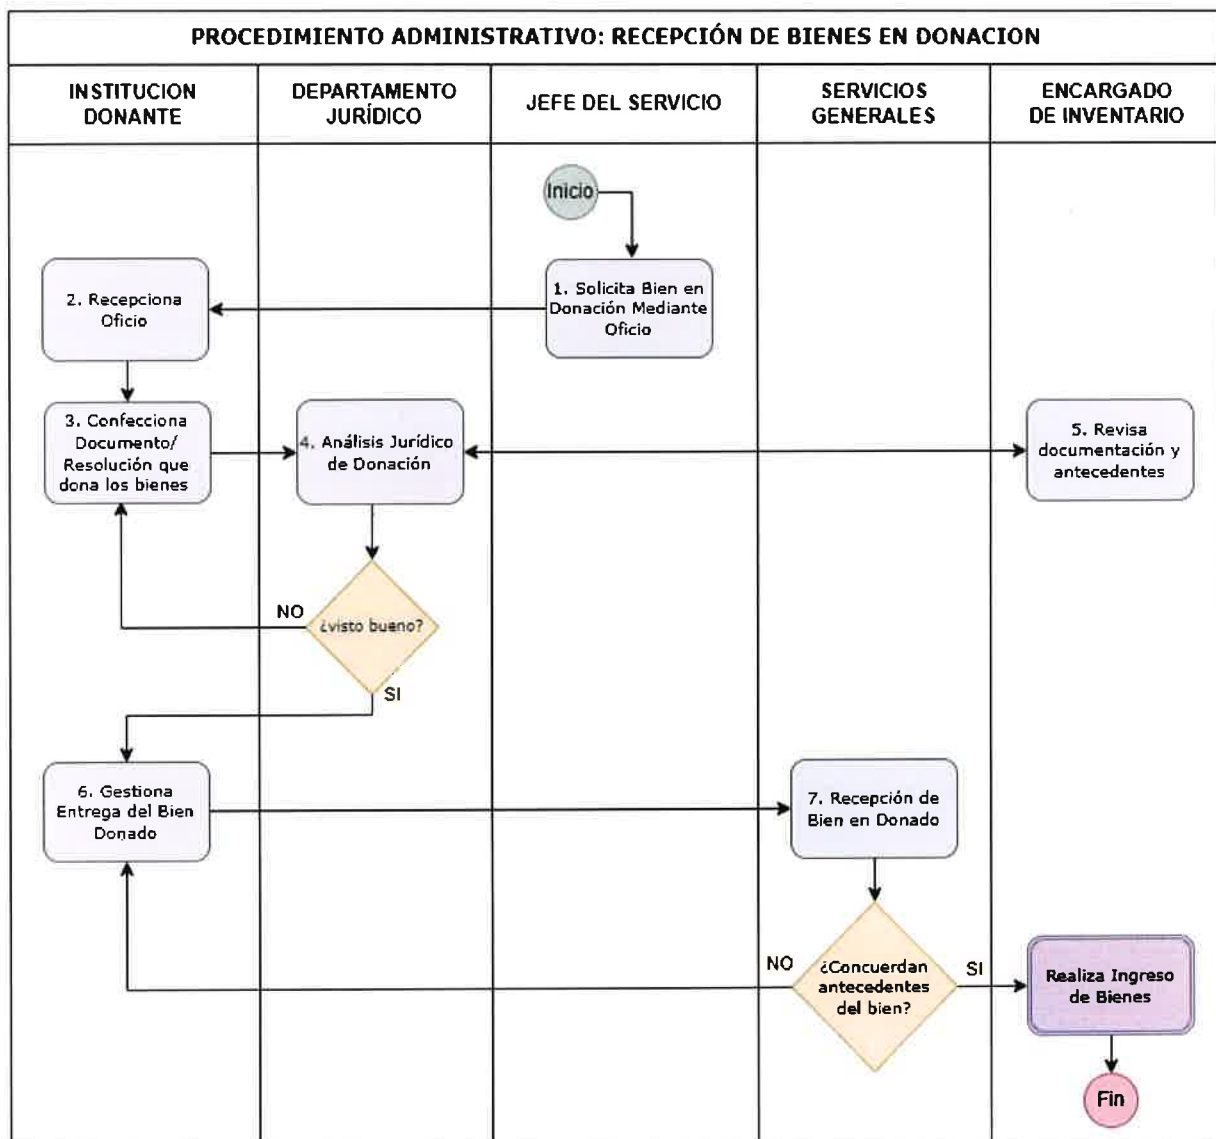 PROCEDIMIENTO ADMINISTRATIVO: RECEPCIÓN DE BIENES EN DONACION
INSTITUCION
DONANTE
DEPARTAMENTO
JURÍDICO
JEFE DEL SERVICIO
SERVICIOS
GENERALES
ENCARGADO
DE INVENTARIO
Inicio
1. Solicita Bien en
Donación Mediante
Oficio
2. Recepciona
Oficio
3. Confecciona
Documento/
Resolución que
dona los bienes
4. Análisis Jurídico
de Donación
5. Revisa
documentación y
antecedentes
¿visto bueno?
NO
SI
6. Gestiona
Entrega del Bien
Donado
7. Recepción de
Bien en Donado
¿Concuerdan
antecedentes
del bien?
NO
SI
Realiza Ingreso
de Bienes
Fin